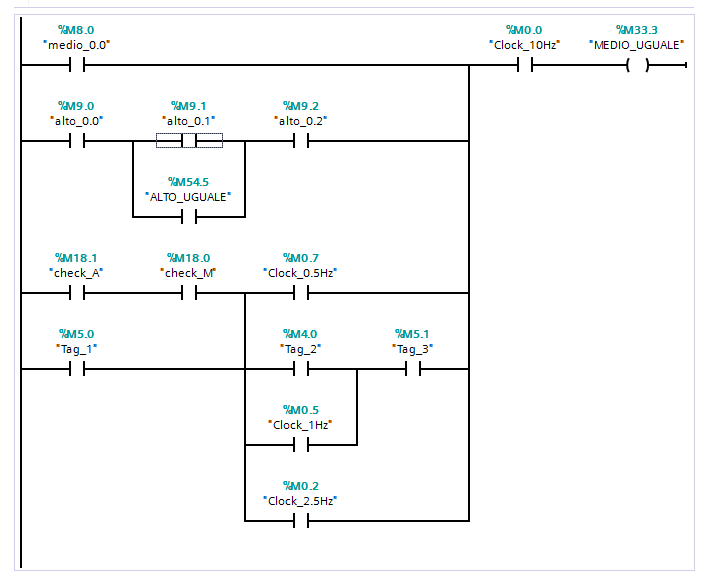 %M8.0
"medio_0.0"
%M0.0
"Clock_10Hz"
%M33.3
"MEDIO_UGUALE"
%M9.0
"alto_0.0"
%M9.1
"alto_0.1"
%M9.2
"alto_0.2"
%M54.5
"ALTO_UGUALE"
%M18.1
"check_A"
%M18.0
"check_M"
%M0.7
"Clock_0.5Hz"
%M5.0
"Tag_1"
%M4.0
"Tag_2"
%M5.1
"Tag_3"
%M0.5
"Clock_1Hz"
%M0.2
"Clock_2.5Hz"